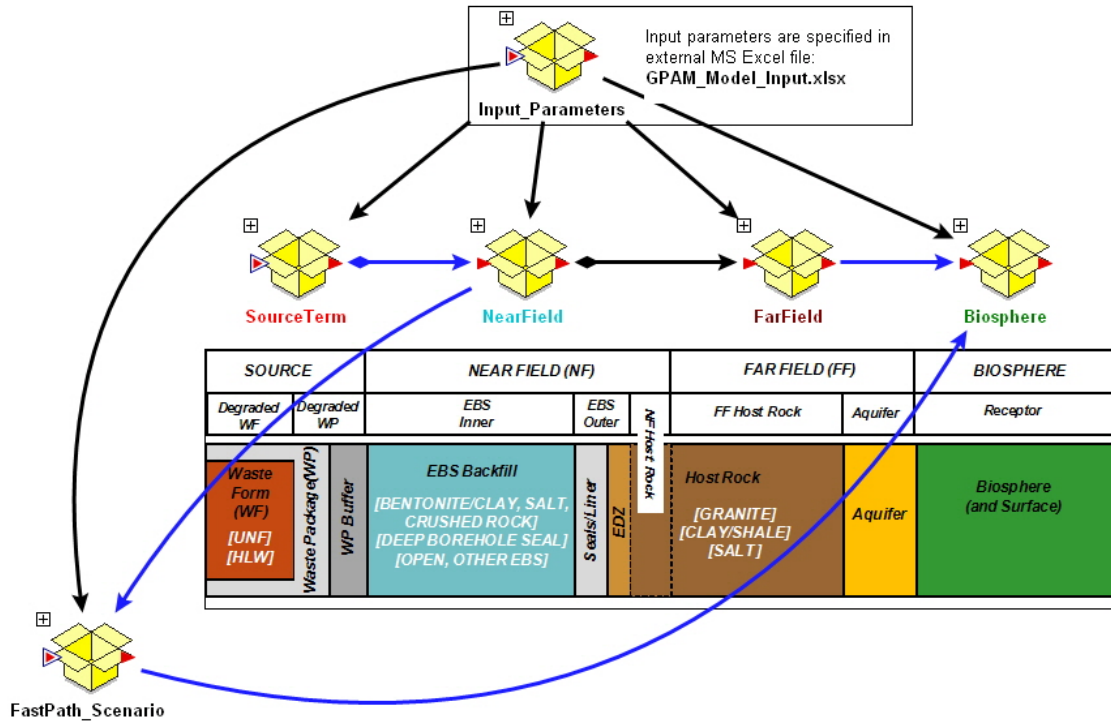 Input parameters are specified in
external MS Excel file:
GPAM_Model_Input.xlsx
Input_Parameters
SourceTerm
NearField
FarField
Biosphere
SOURCE
NEAR FIELD (NF)
FAR FIELD (FF)
BIOSPHERE
Degraded
WF
Degraded
WP
EBS
Inner
EBS
Outer
NF Host Rock
FF Host Rock
Aquifer
Receptor
Waste
Form
(WF)
[UNF]
[HLW]
Waste Package(WP)
WP Buffer
EBS Backfill
[BENTONITE/CLAY, SALT,
CRUSHED ROCK]
[DEEP BOREHOLE SEAL]
[OPEN, OTHER EBS]
Seals/Liner
EDZ
Host Rock
[GRANITE]
[CLAY/SHALE]
[SALT]
Aquifer
Biosphere
(and Surface)
FastPath_Scenario